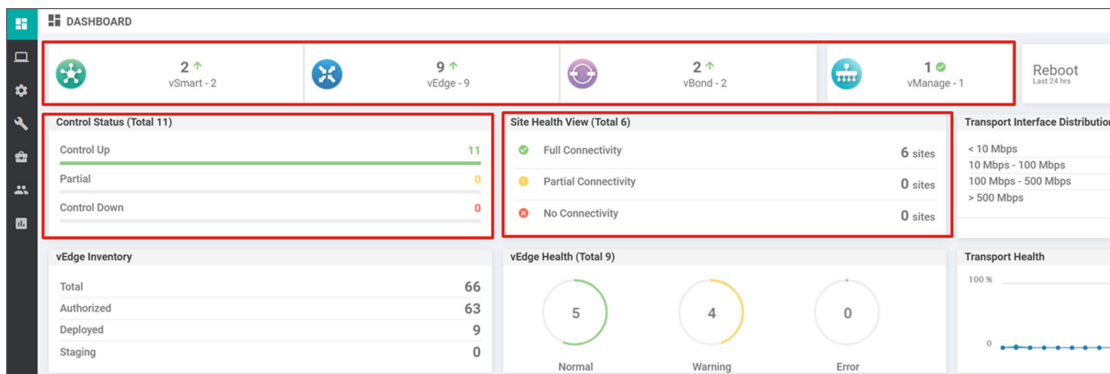 DASHBOARD
2
vSmart - 2
9
vEdge - 9
2
vBond - 2
1
vManage - 1
Reboot
Last 24 hrs
Control Status (Total 11)
Control Up 11
Partial 0
Control Down 0
Site Health View (Total 6)
Full Connectivity 6 sites
Partial Connectivity 0 sites
No Connectivity 0 sites
Transport Interface Distribution
< 10 Mbps
10 Mbps - 100 Mbps
100 Mbps - 500 Mbps
> 500 Mbps
vEdge Inventory
Total 66
Authorized 63
Deployed 9
Staging 0
vEdge Health (Total 9)
5 4 0
Normal Warning Error
Transport Health
100 %
0